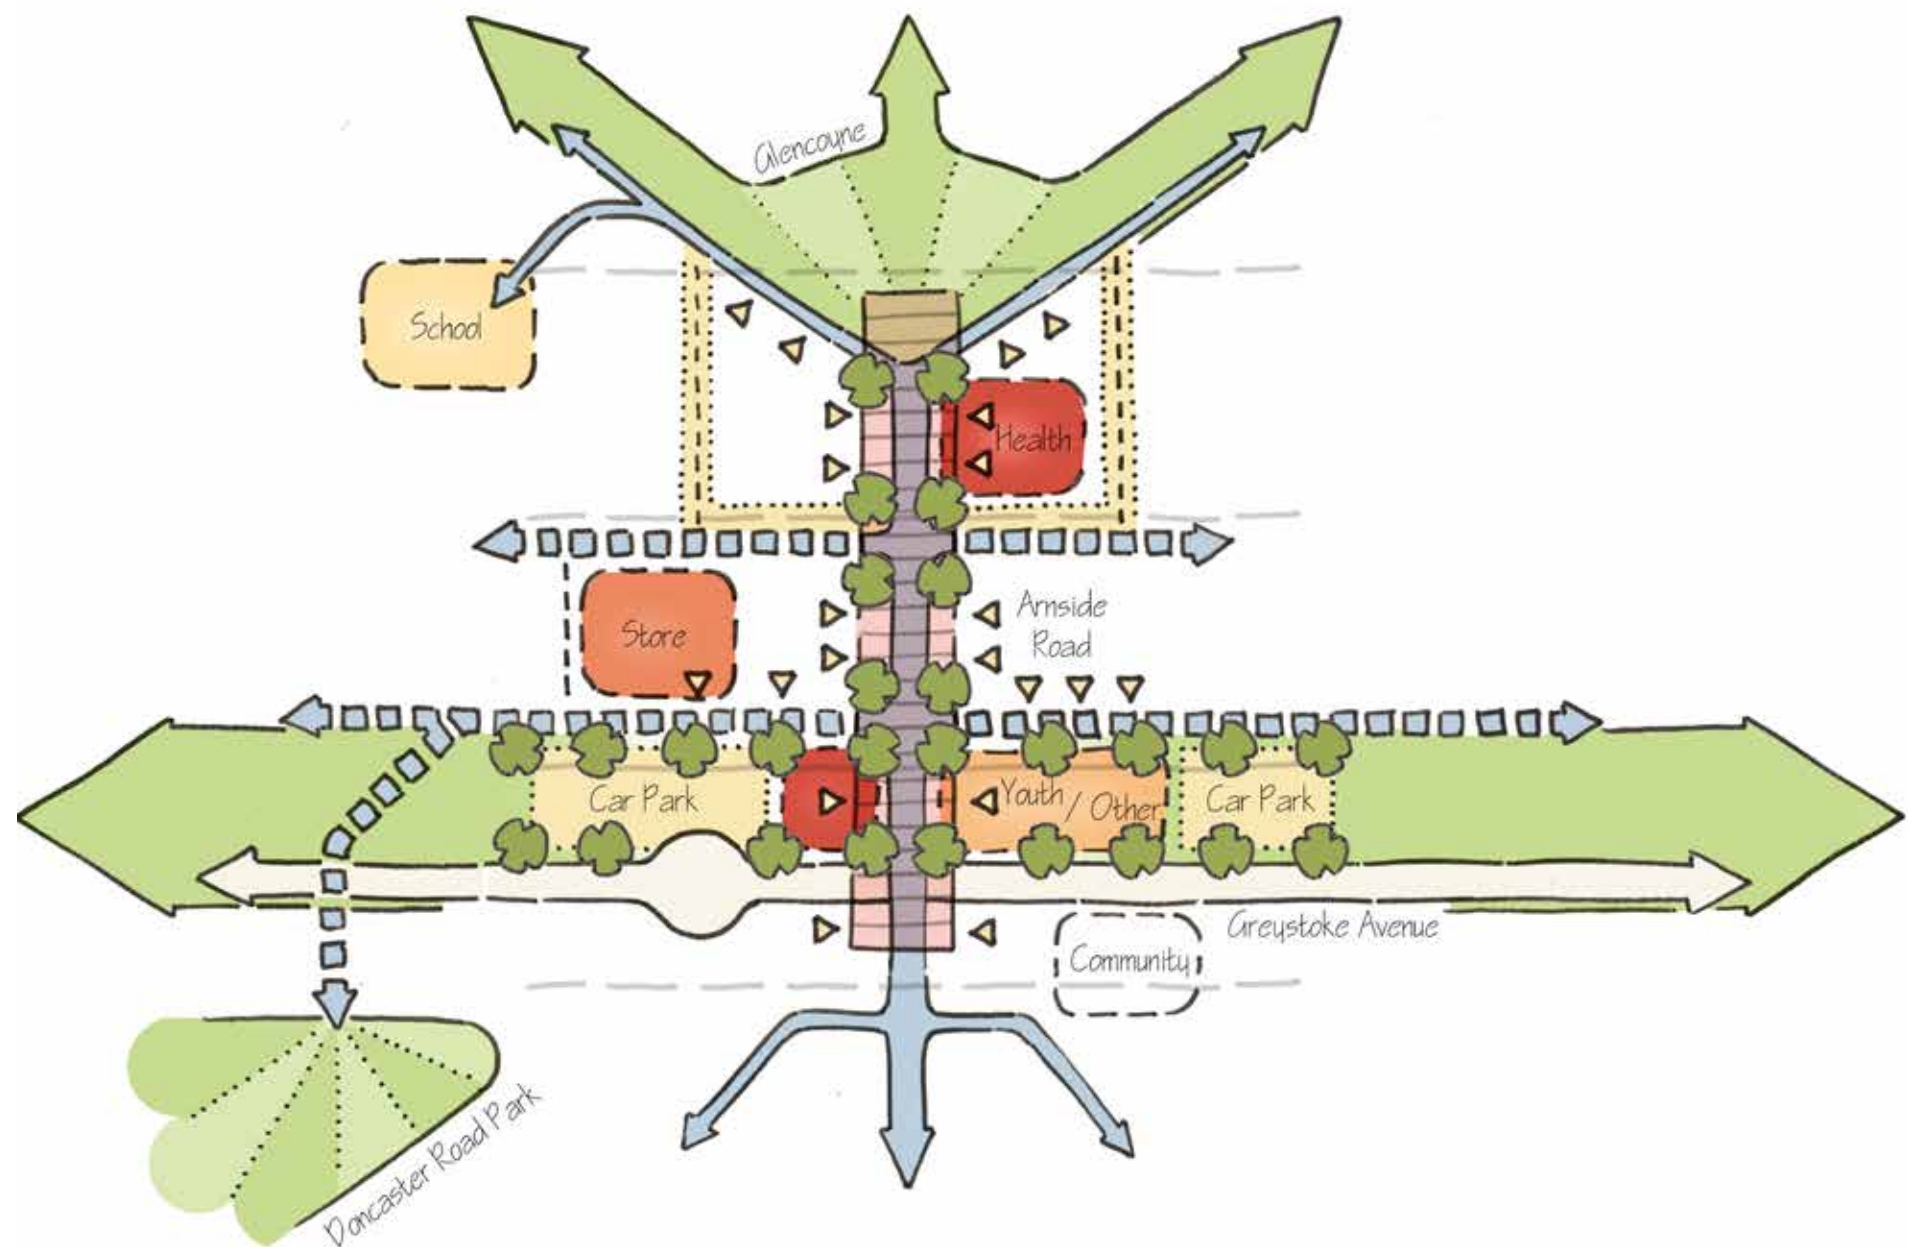 Glencoyne
School
Health
Arnside
Road
Store
Car Park
Youth / Other
Car Park
Greystoke Avenue
Community
Doncaster Road Park